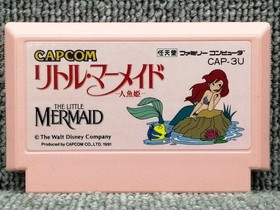 CAPCOM
任天堂 ファミリーコンピュータ
CAP-3U
リトル・マーメイド
—人魚姫—
THE LITTLE
MERMAID
© The Walt Disney Company
Produced by CAPCOM CO., LTD. 1991